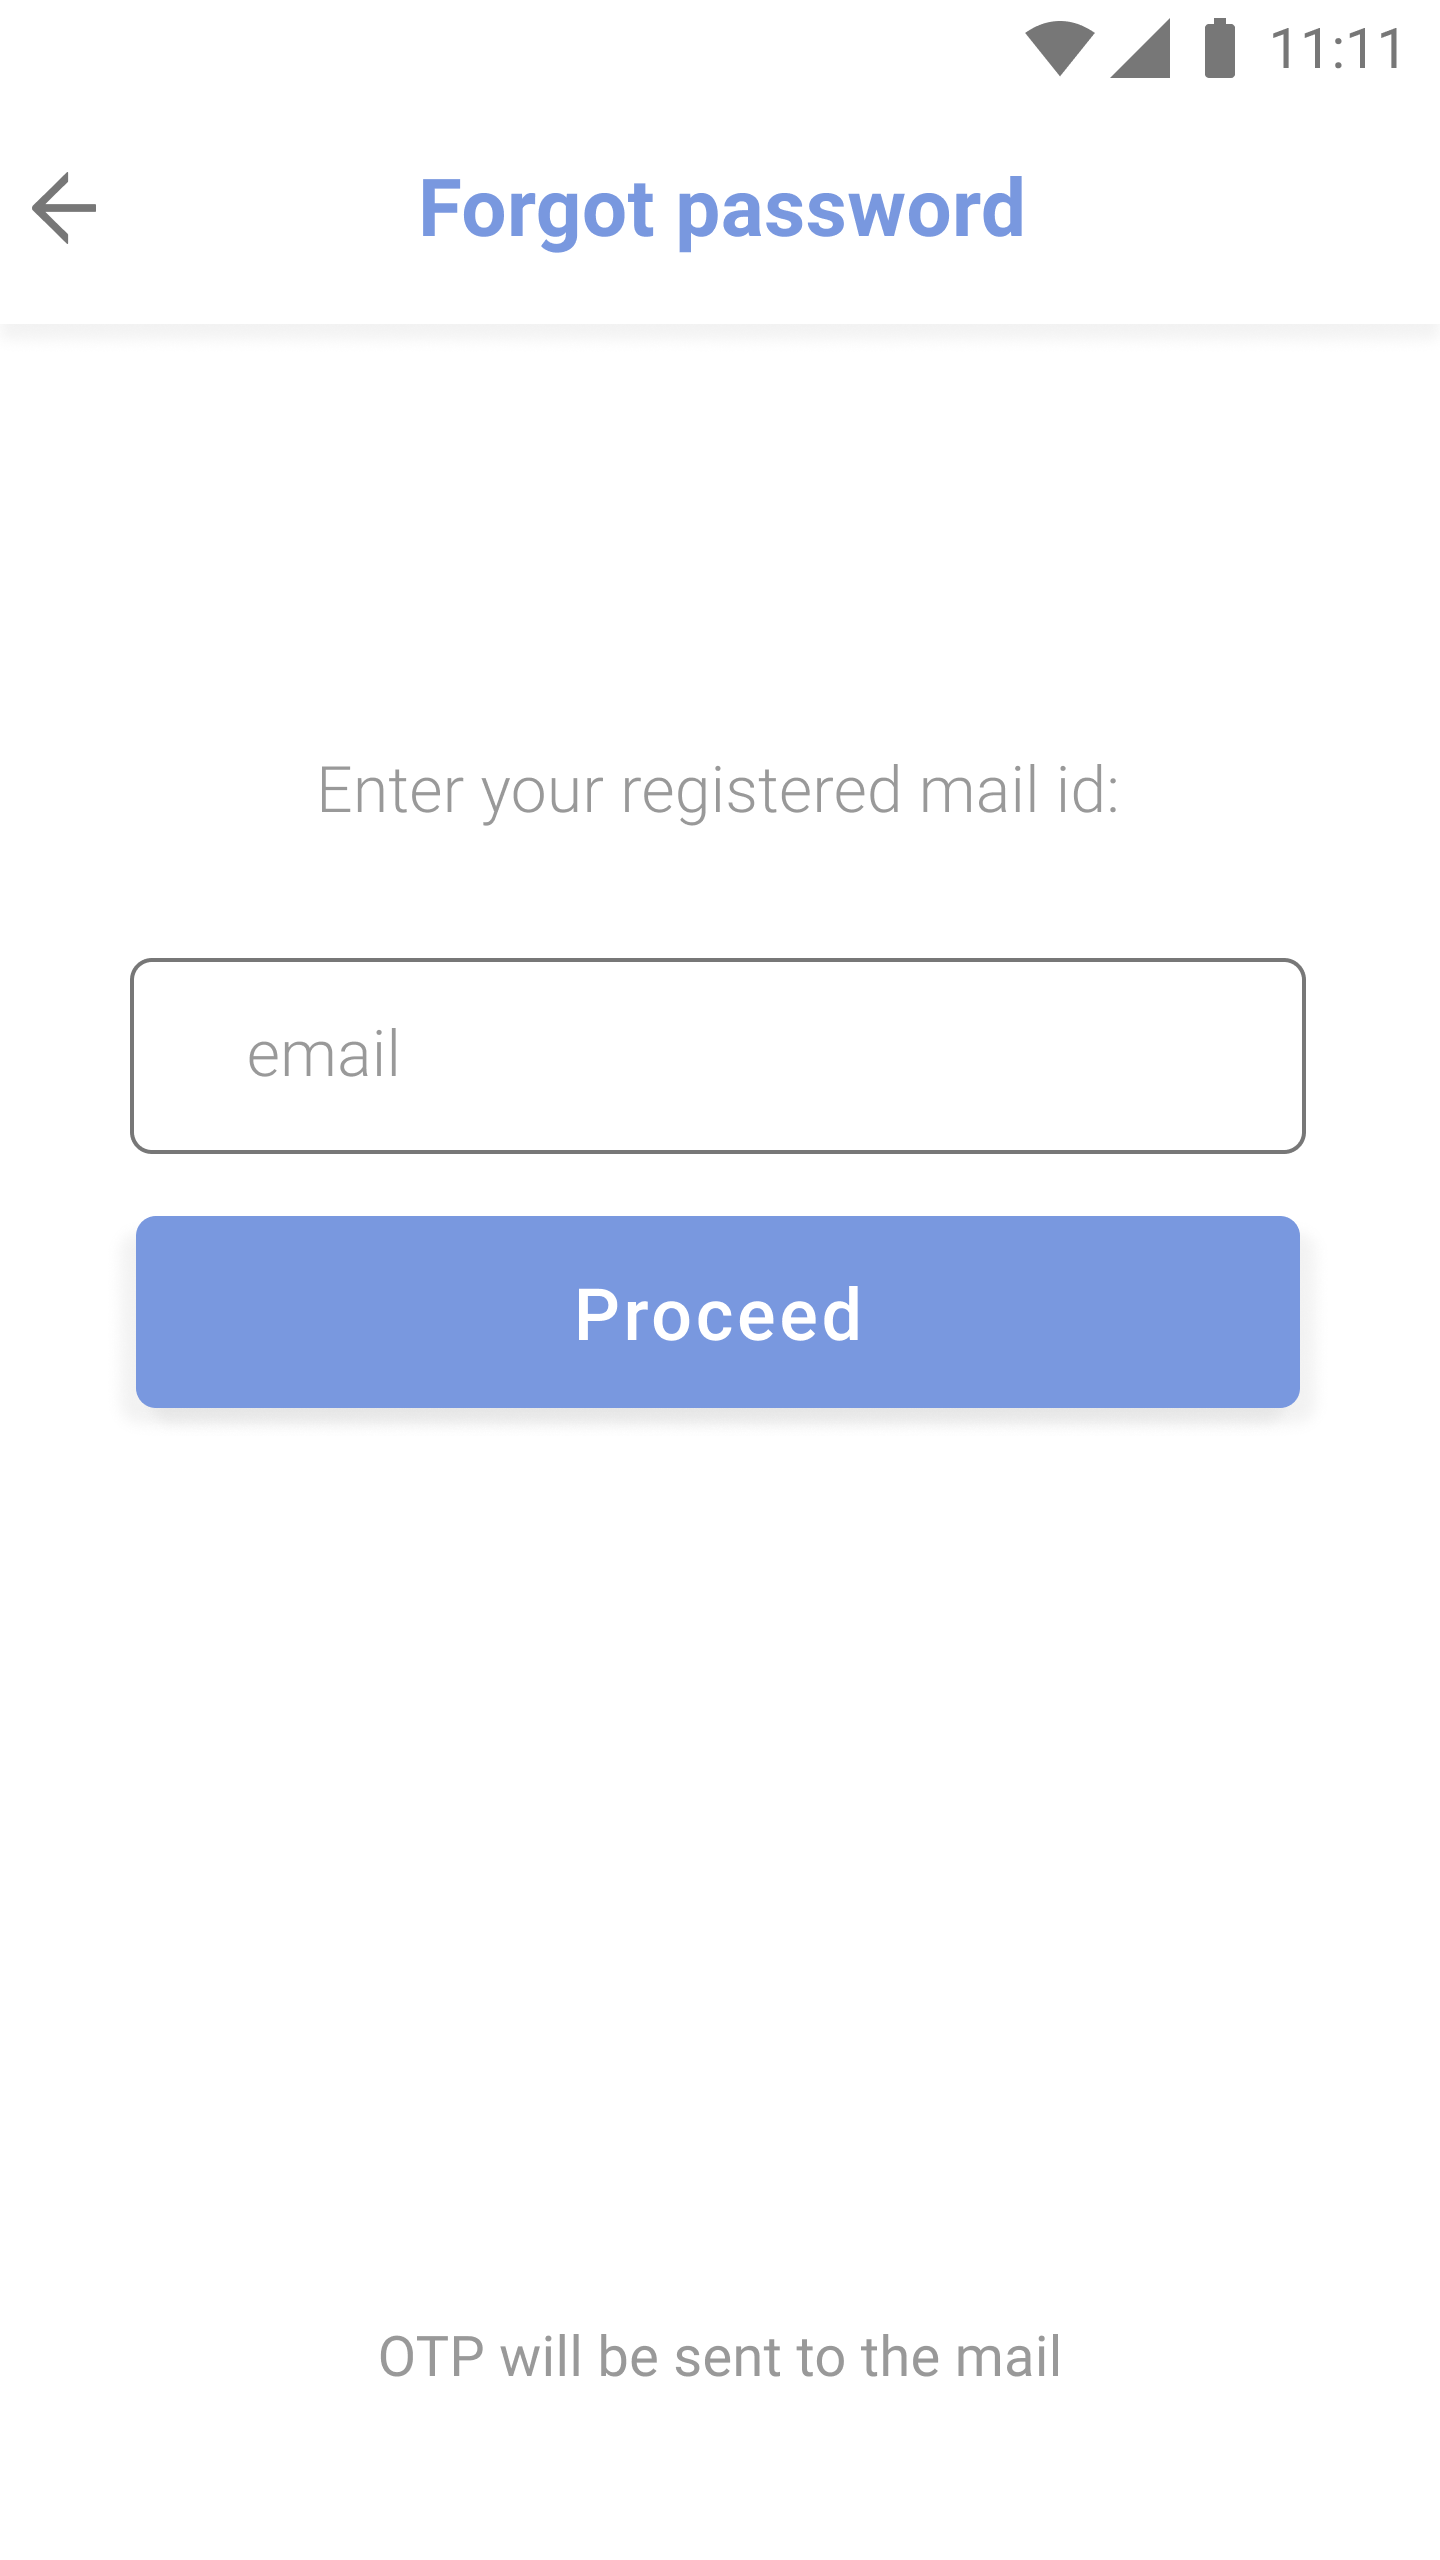 11:11
Forgot password
Enter your registered mail id:
email
Proceed
OTP will be sent to the mail